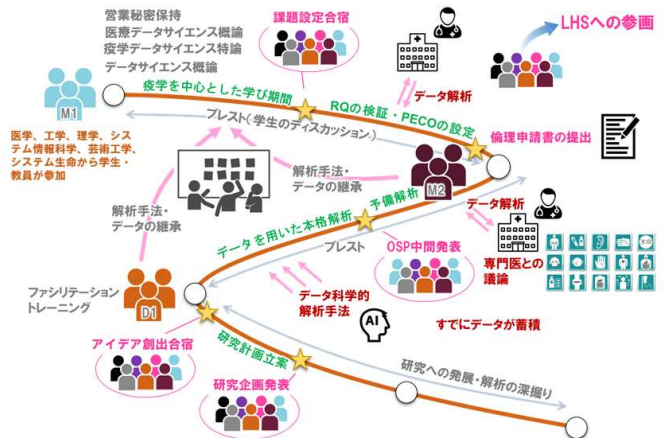 営業秘密保持
医療データサイエンス概論
疫学データサイエンス特論
データサイエンス概論
課題設定合宿
LHSへの参画
疫学を中心とした学び期間
RQの検証・PECOの設定
データ解析
M1
ブレスト(学生のディスカッション)
倫理申請書の提出
医学、工学、理学、シス
テム情報科学、芸術工学、
システム生命から学生・
教員が参加
解析手法・
データの継承
M2
解析手法・
データの継承
データを用いた本格解析
予備解析
データ解析
ブレスト
OSP中間発表
専門医との
議論
ファシリテーション
トレーニング
D1
データ科学的
解析手法
AI
すでにデータが蓄積
アイデア創出合宿
研究計画立案
研究企画発表
研究への発展・解析の深掘り